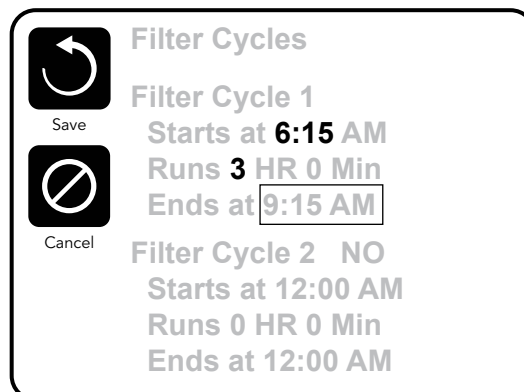 Filter Cycles
Save
Filter Cycle 1
Starts at 6:15 AM
Runs 3 HR 0 Min
Ends at 9:15 AM
Cancel
Filter Cycle 2 NO
Starts at 12:00 AM
Runs 0 HR 0 Min
Ends at 12:00 AM